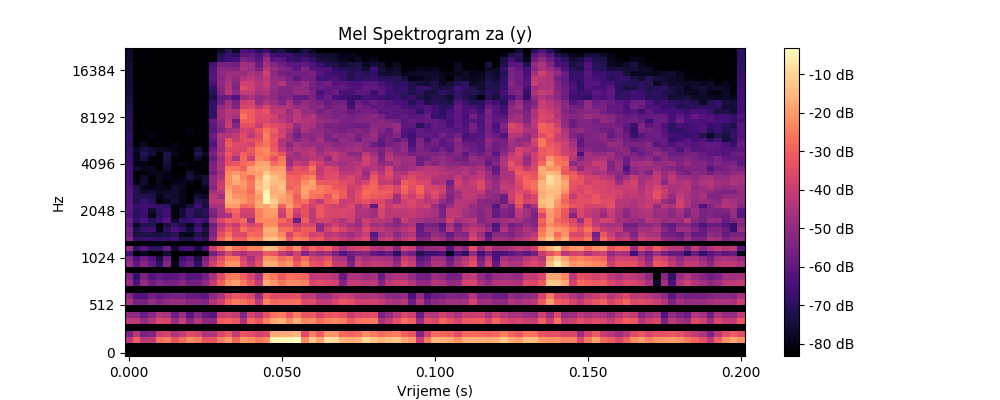 Mel Spektrogram za (y)
16384
8192
4096
2048
1024
512
0
Hz
0.000 0.050 0.100 0.150 0.200
Vrijeme (s)
-10 dB
-20 dB
-30 dB
-40 dB
-50 dB
-60 dB
-70 dB
-80 dB